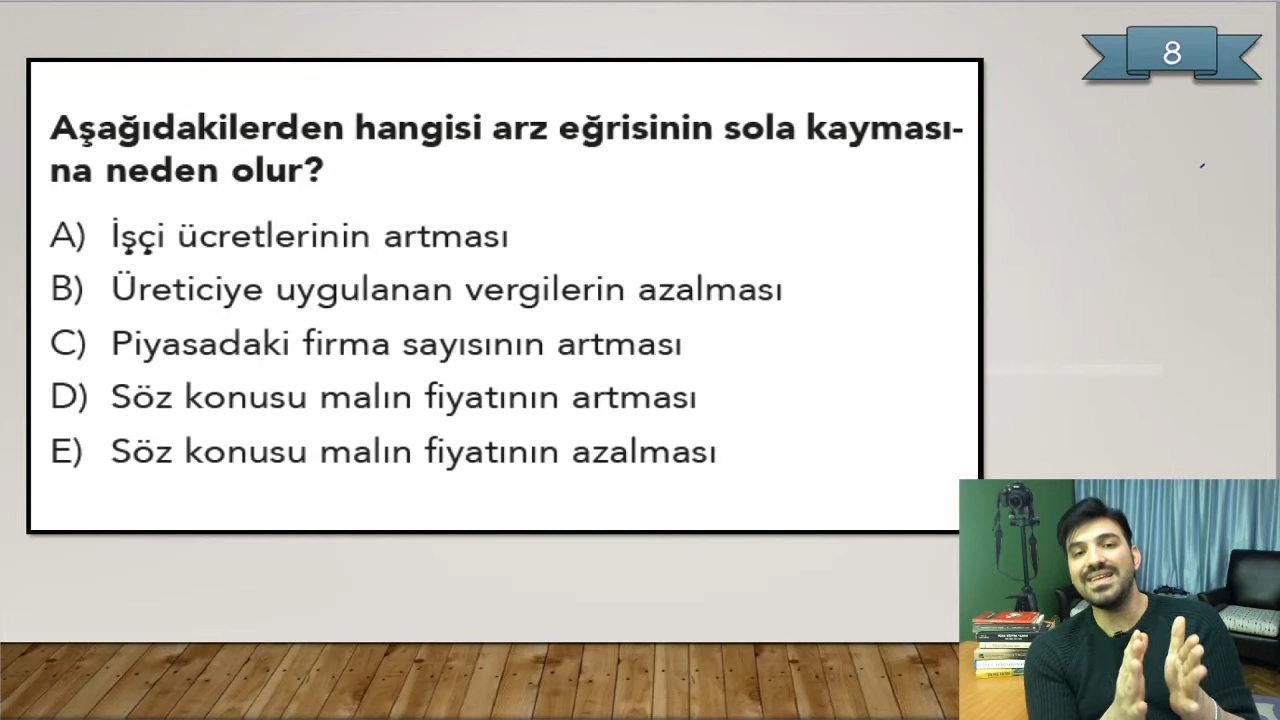 8
Aşağıdakilerden hangisi arz eğrisinin sola kayması-
na neden olur?
A) İşçi ücretlerinin artması
B) Üreticiye uygulanan vergilerin azalması
C) Piyasadaki firma sayısının artması
D) Söz konusu malın fiyatının artması
E) Söz konusu malın fiyatının azalması